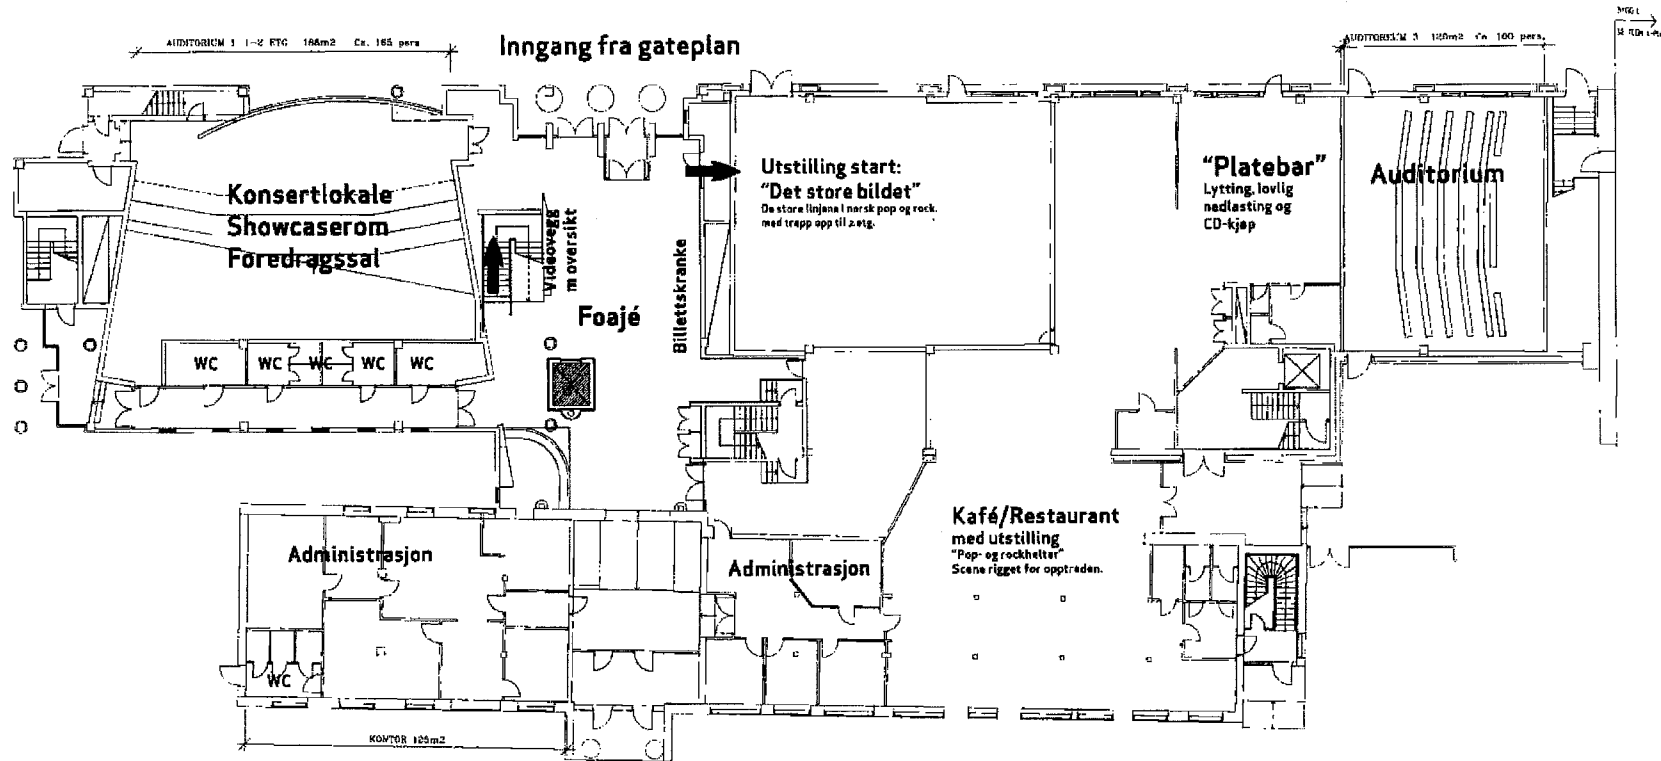 AUDITORIUM 1 1-2 ETG 168m2 Ca. 165 pers
Inngang fra gateplan
AUDITORIUM 3 120m2 Ca 100 pers.
Konsertlokale
Showcaserom
Foredragssal
Videovegg
m oversikt
Foajé
Billettskranke
Utstilling start:
"Det store bildet"
De store linjene i norsk pop og rock.
med trapp opp til 2.etg.
"Platebar"
Lytting, lovlig
nedlasting og
CD-kjøp
Auditorium
WC
WC
WC
WC
WC
Administrasjon
Administrasjon
Kafé/Restaurant
med utstilling
"Pop- og rockhelter"
Scene rigget for opptreden.
WC
KONTOR 125m2